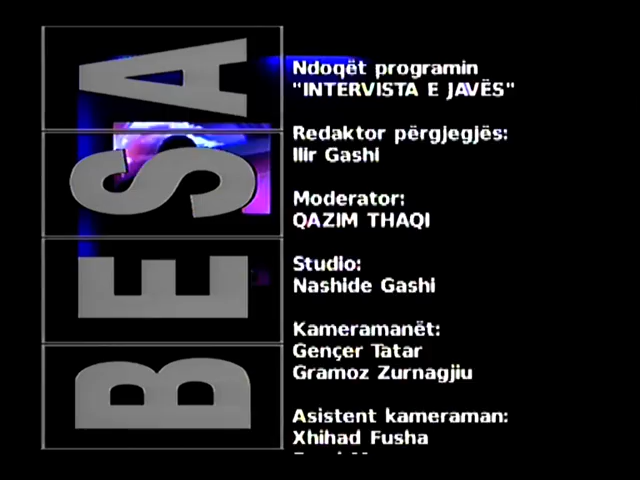 BESA
Ndoqët programin
"INTERVISTA E JAVËS"
Redaktor përgjegjës:
Ilir Gashi
Moderator:
QAZIM THAQI
Studio:
Nashide Gashi
Kameramanët:
Gençer Tatar
Gramoz Zurnagjiu
Asistent kameraman:
Xhihad Fusha